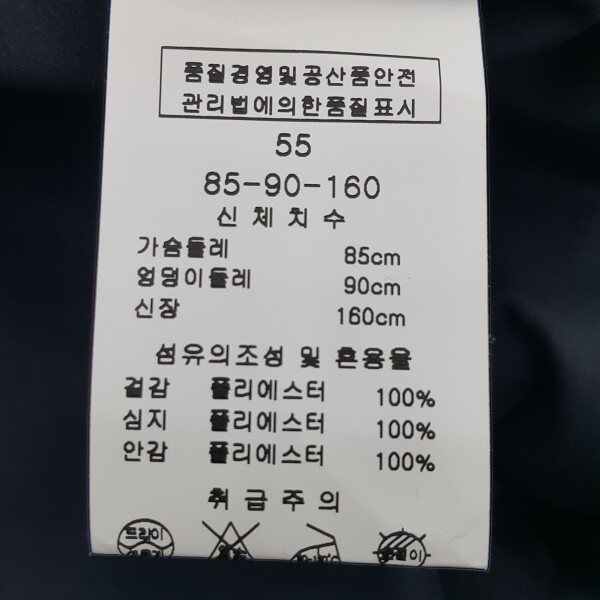 품질경영및공산품안전
관리법에의한품질표시
55
85-90-160
신체치수
가슴둘레 85cm
엉덩이둘레 90cm
신장 160cm
섬유의조성 및 혼용율
겉감 폴리에스터 100%
심지 폴리에스터 100%
안감 폴리에스터 100%
취급주의
드라이